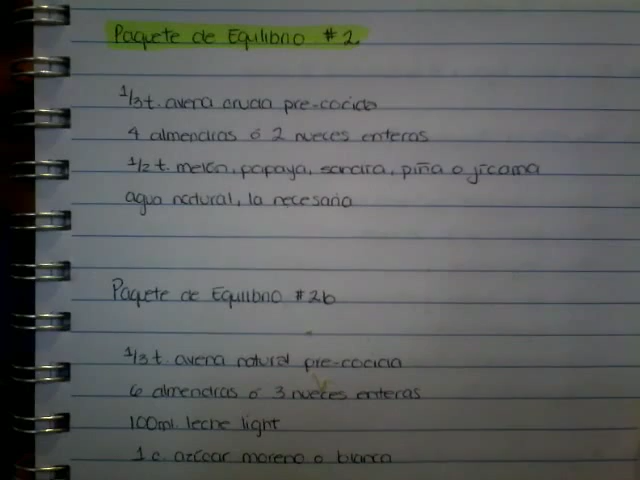 Paquete de Equilibrio #2
1/3 t. avena cruda pre-cocida
4 almendras ó 2 nueces enteras
1/2 t. melón, papaya, sandía, piña o jícama
agua natural, la necesaria
Paquete de Equilibrio #2b
1/3 t. avena natural pre-cocida
6 almendras ó 3 nueces enteras
100ml. leche light
1 c. azúcar moreno o blanca